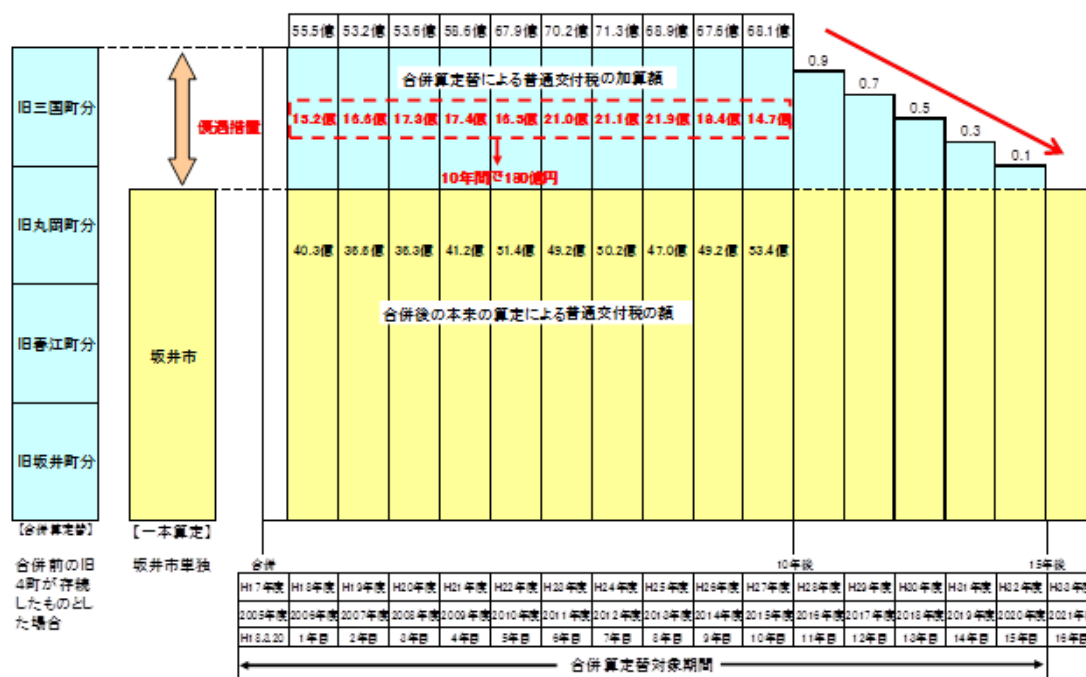 55.5億 53.2億 53.6億 58.6億 67.9億 70.2億 71.3億 68.9億 67.6億 68.1億
合併算定替による普通交付税の加算額
0.9
0.7
0.5
0.3
0.1
旧三国町分
優遇措置
15.2億 16.6億 17.3億 17.4億 16.5億 21.0億 21.1億 21.9億 18.4億 14.7億
10年間で180億円
旧丸岡町分
40.3億 36.6億 36.3億 41.2億 51.4億 49.2億 50.2億 47.0億 49.2億 53.4億
合併後の本来の算定による普通交付税の額
旧春江町分
坂井市
旧坂井町分
【合併算定替】
【一本算定】
合併前の旧
4町が存続
したものとし
た場合
坂井市単独
合併
10年後
15年後
H17年度 H18年度 H19年度 H20年度 H21年度 H22年度 H23年度 H24年度 H25年度 H26年度 H27年度 H28年度 H29年度 H30年度 H31年度 H32年度 H33年度
2005年度 2006年度 2007年度 2008年度 2009年度 2010年度 2011年度 2012年度 2013年度 2014年度 2015年度 2016年度 2017年度 2018年度 2019年度 2020年度 2021年度
H18.3.20 1年目 2年目 3年目 4年目 5年目 6年目 7年目 8年目 9年目 10年目 11年目 12年目 13年目 14年目 15年目 16年目
合併算定替対象期間